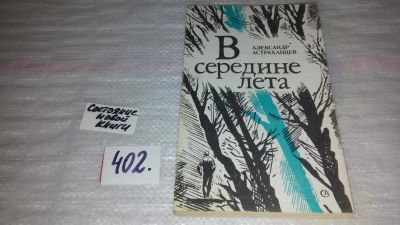 АЛЕКСАНДР
АСТРАХАНЦЕВ
В
середине
лета
Состояние
новой
книги
402.